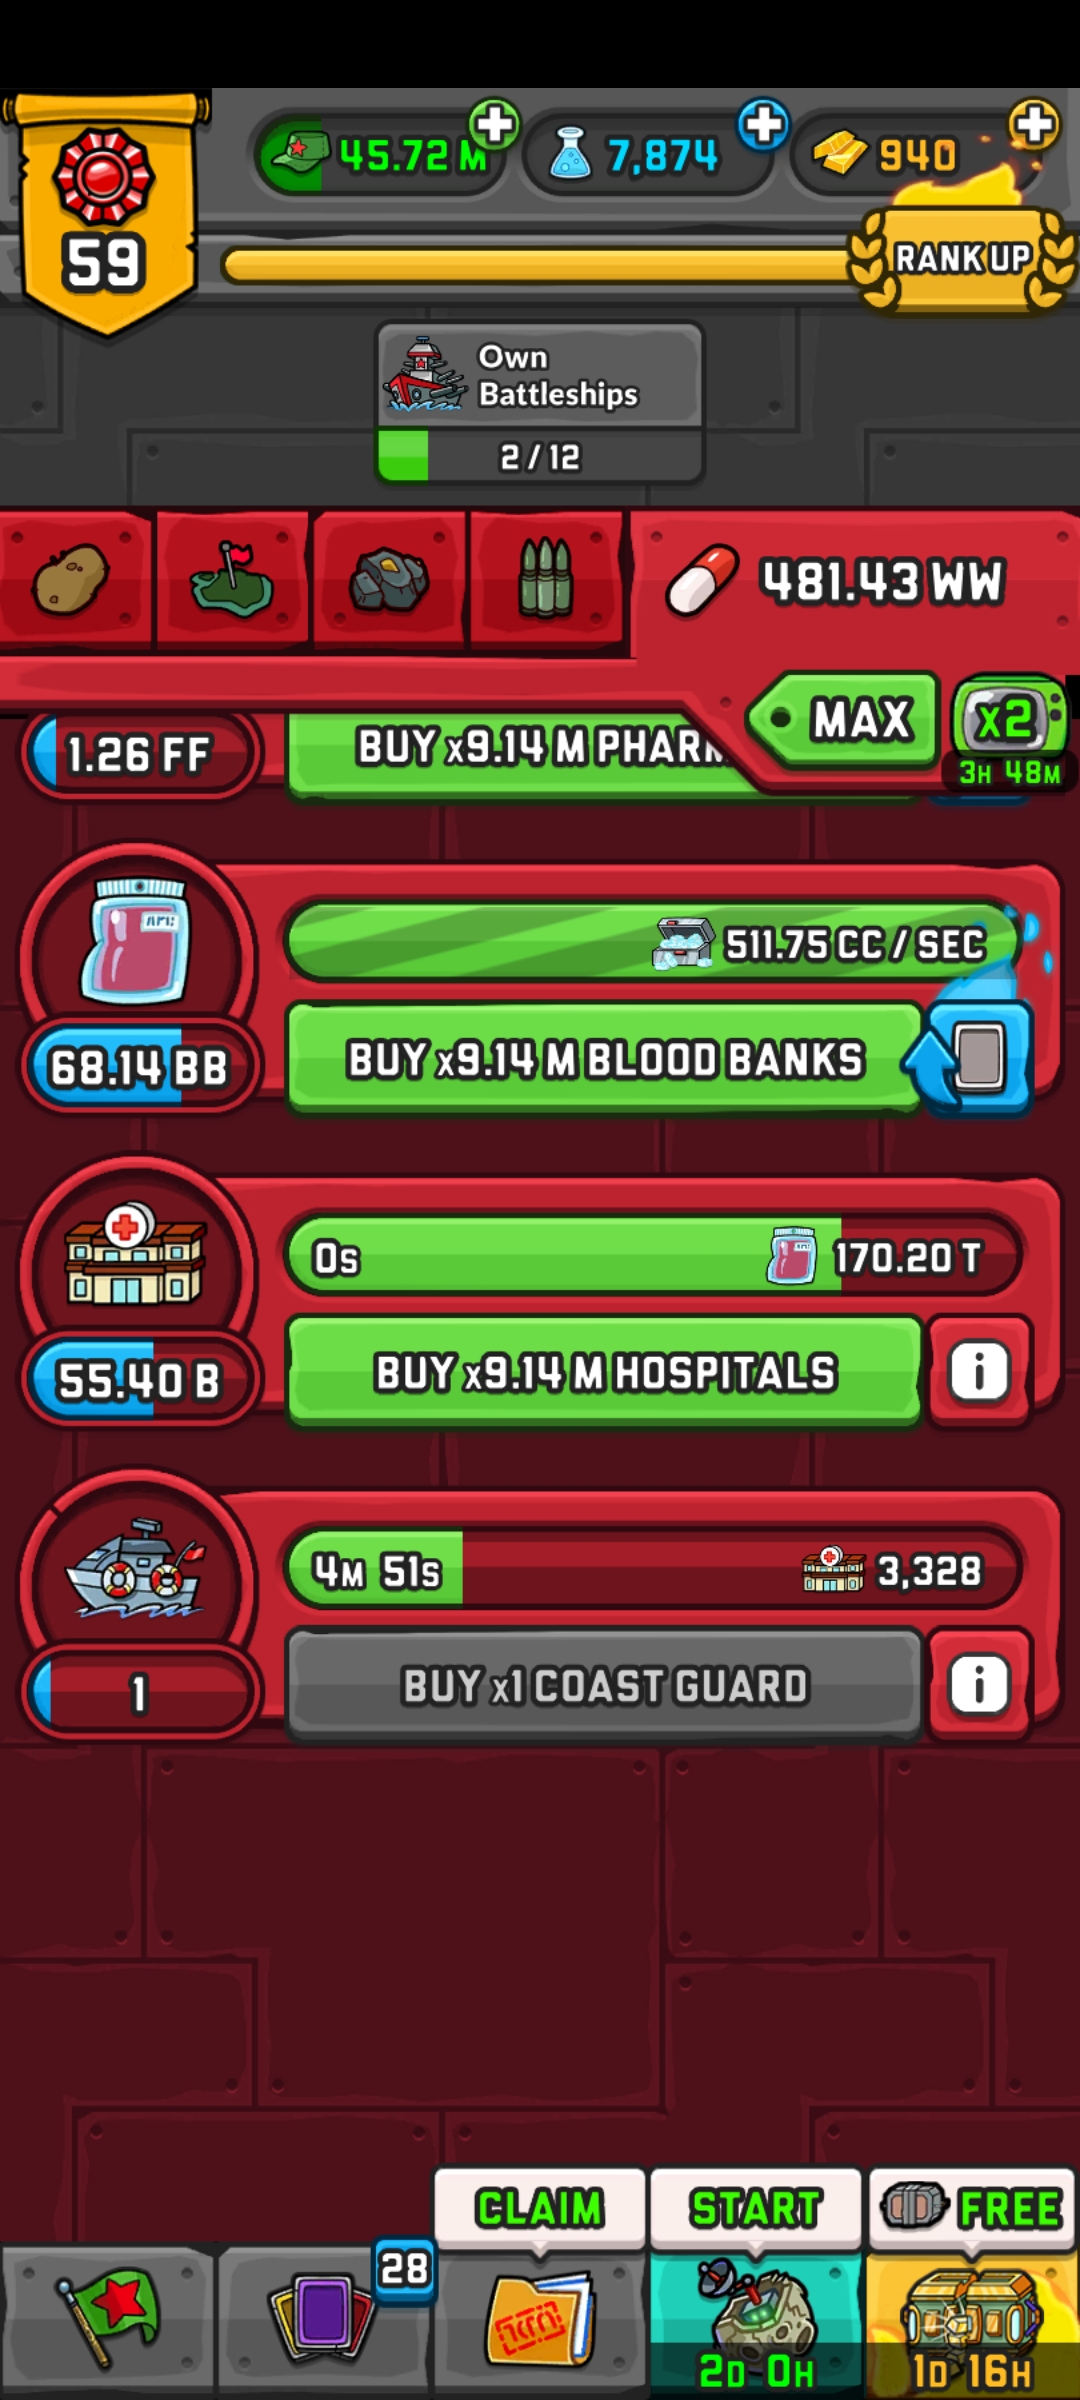 45.72 M
7,874
940
59
RANK UP
Own
Battleships
2 / 12
481.43 WW
MAX
x2
3H 48M
1.26 FF
BUY x9.14 M PHARM
511.75 CC / SEC
68.14 BB
BUY x9.14 M BLOOD BANKS
0s
170.20 T
55.40 B
BUY x9.14 M HOSPITALS
i
4M 51s
3,328
1
BUY x1 COAST GUARD
i
CLAIM
START
FREE
28
2D 0H
1D 16H